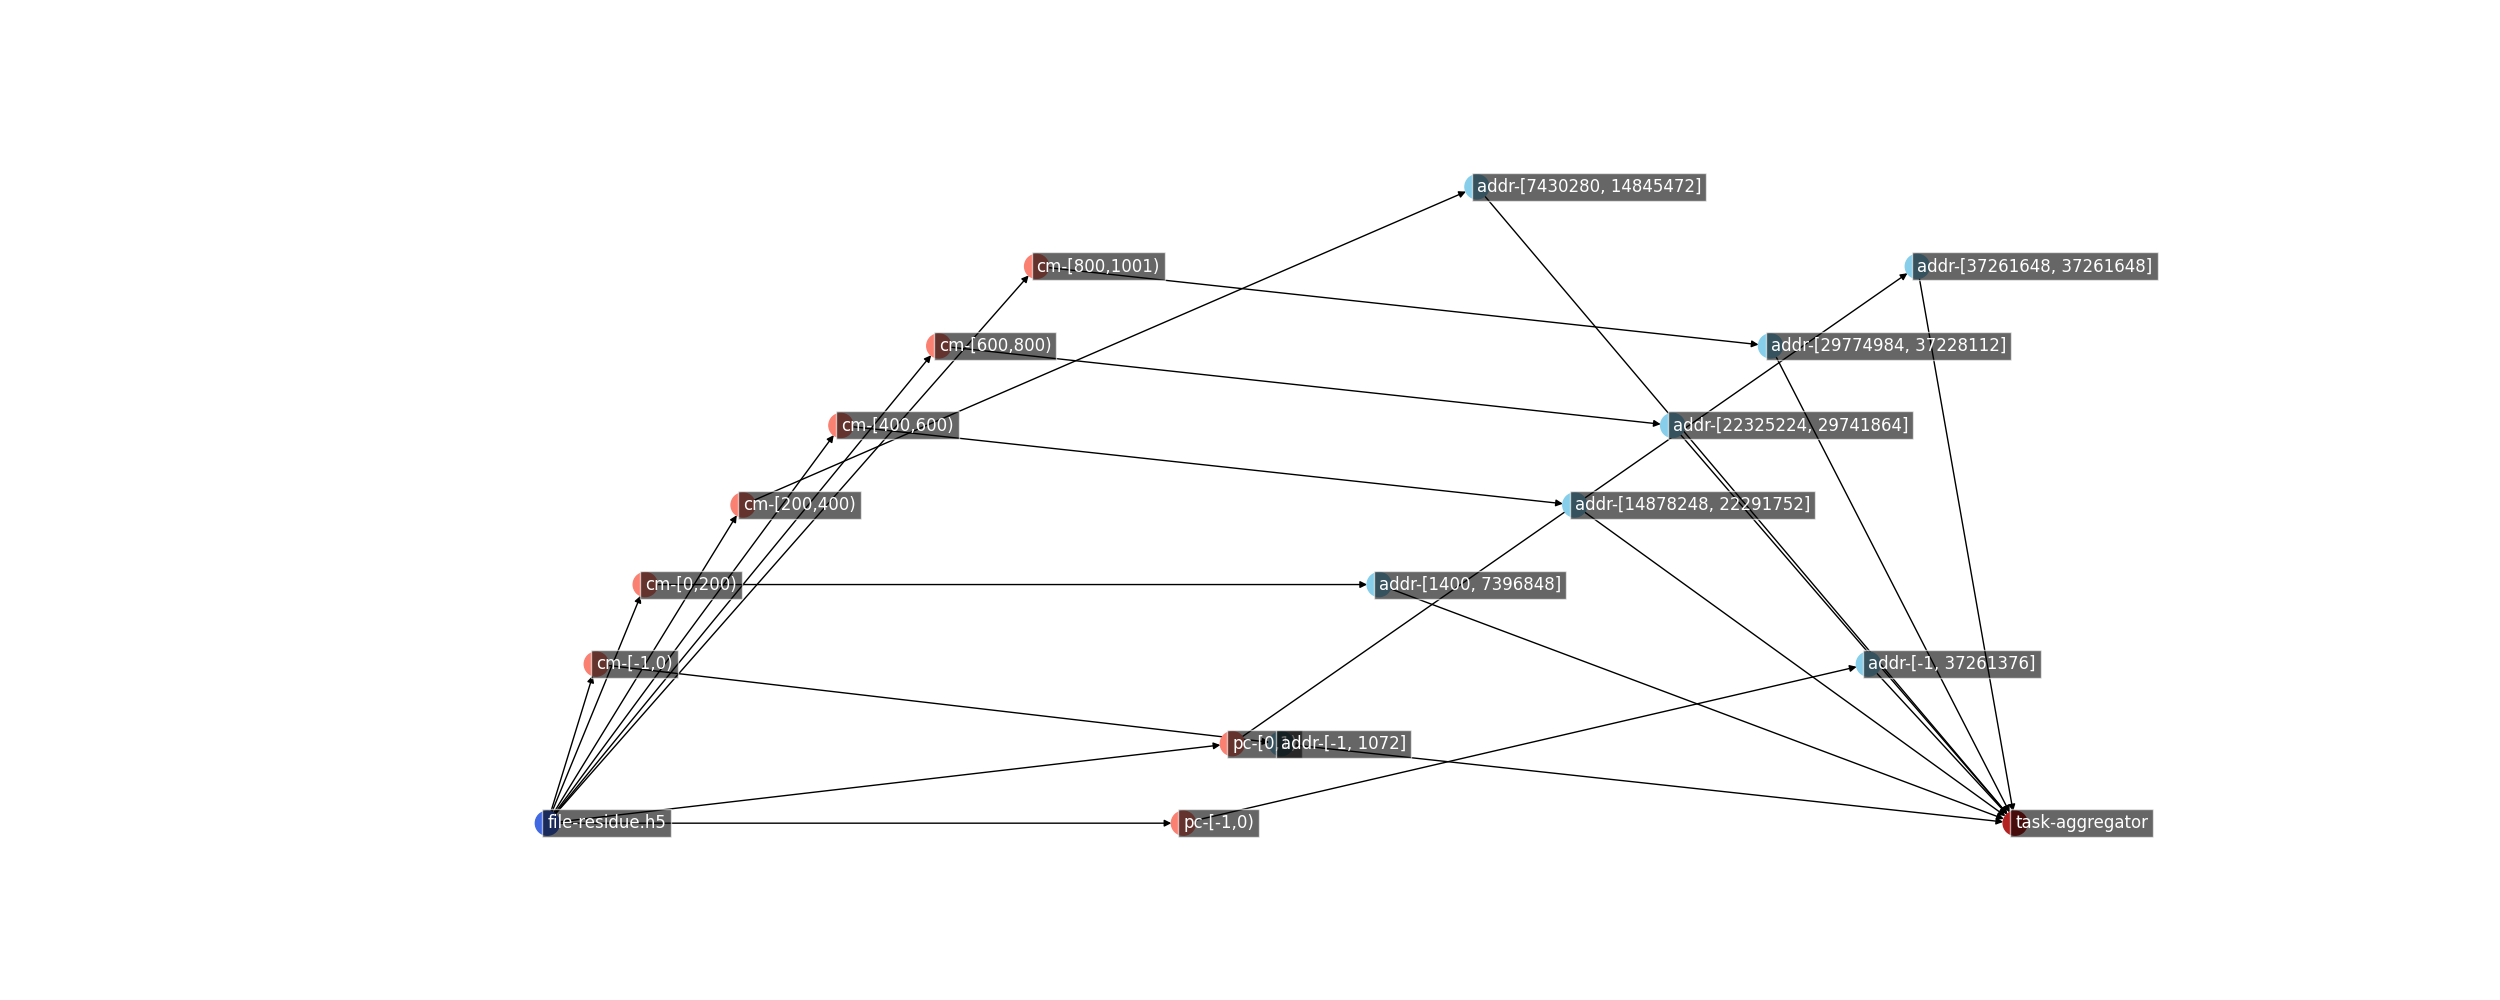 addr-[7430280, 14845472]
cm-[800,1001)
addr-[37261648, 37261648]
cm-[600,800)
addr-[29774984, 37228112]
cm-[400,600)
addr-[22325224, 29741864]
cm-[200,400)
addr-[14878248, 22291752]
cm-[0,200)
addr-[1400, 7396848]
cm-[-1,0)
addr-[-1, 37261376]
pc-[0,
addr-[-1, 1072]
file-residue.h5
pc-[-1,0)
task-aggregator